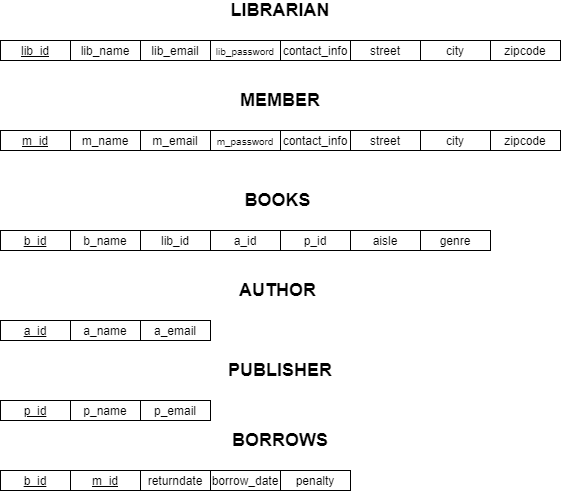 LIBRARIAN
lib_id lib_name lib_email lib_password contact_info street city zipcode
MEMBER
m_id m_name m_email m_password contact_info street city zipcode
BOOKS
b_id b_name lib_id a_id p_id aisle genre
AUTHOR
a_id a_name a_email
PUBLISHER
p_id p_name p_email
BORROWS
b_id m_id returndate borrow_date penalty